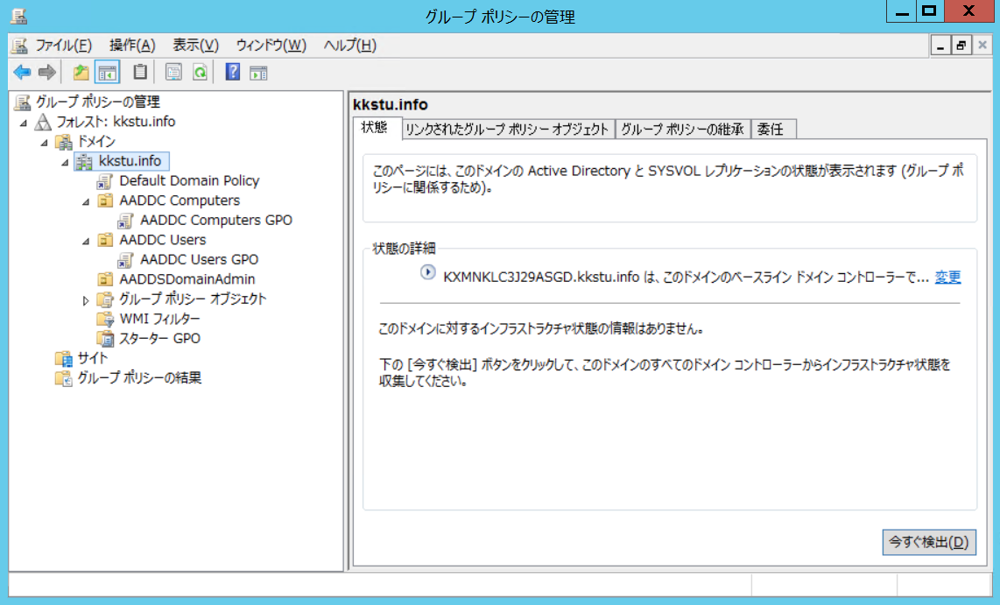 グループ ポリシーの管理
ファイル(F) 操作(A) 表示(V) ウィンドウ(W) ヘルプ(H)
グループ ポリシーの管理
フォレスト: kkstu.info
ドメイン
kkstu.info
Default Domain Policy
AADDC Computers
AADDC Computers GPO
AADDC Users
AADDC Users GPO
AADDSDomainAdmin
グループ ポリシー オブジェクト
WMI フィルター
スターター GPO
サイト
グループ ポリシーの結果
kkstu.info
状態 リンクされたグループ ポリシー オブジェクト グループ ポリシーの継承 委任
このページには、このドメインの Active Directory と SYSVOL レプリケーションの状態が表示されます (グループ ポ
リシーに関係するため)。
状態の詳細
KXMNKLC3J29ASGD.kkstu.info は、このドメインのベースライン ドメイン コントローラーで... 変更
このドメインに対するインフラストラクチャ状態の情報はありません。
下の [今すぐ検出] ボタンをクリックして、このドメインのすべてのドメイン コントローラーからインフラストラクチャ状態を
収集してください。
今すぐ検出(D)